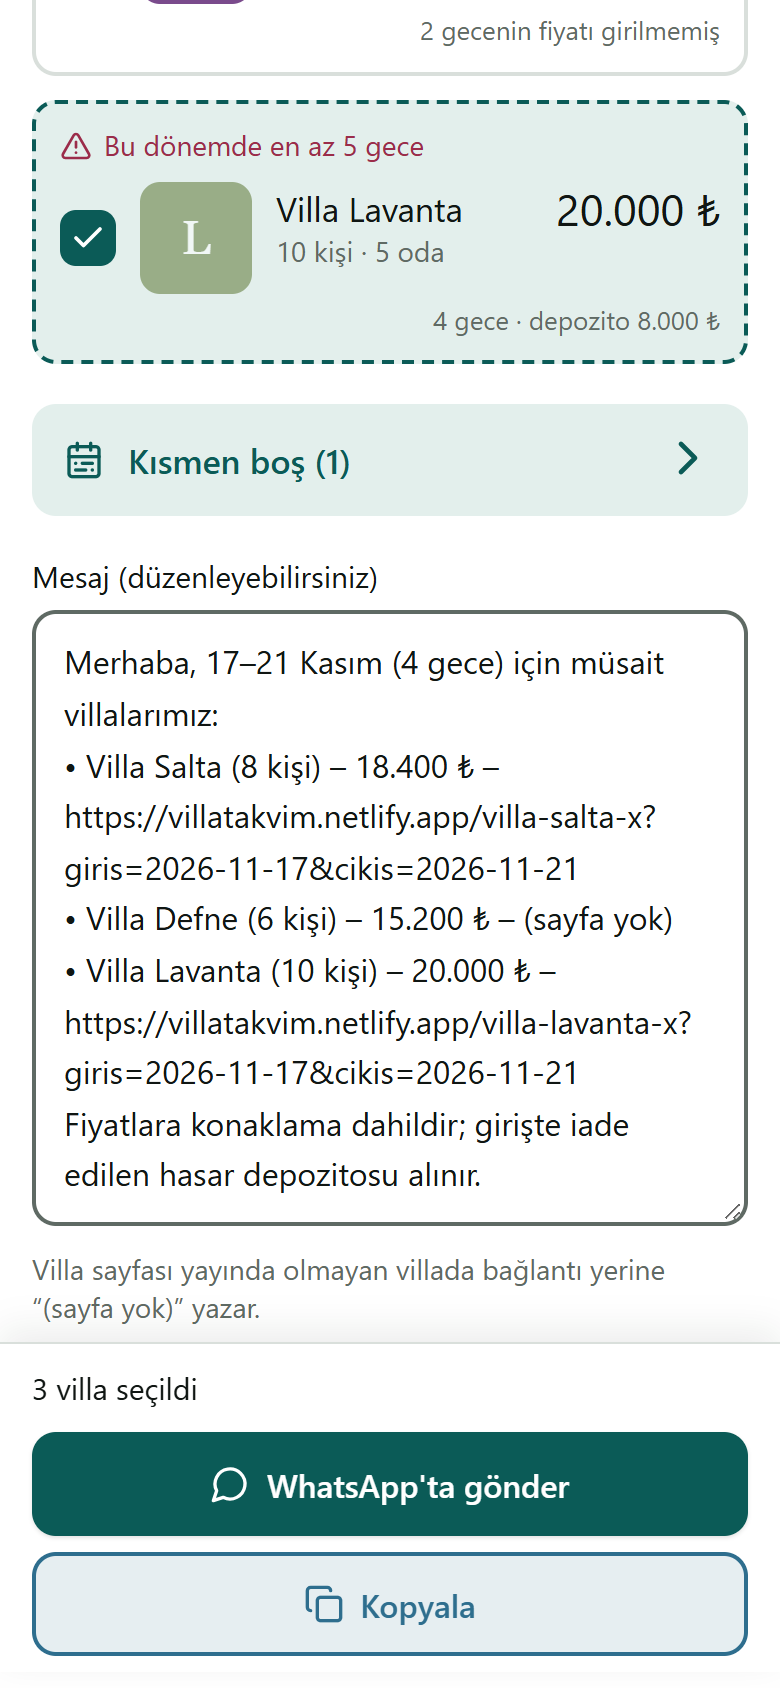 2 gecenin fiyatı girilmemiş
Bu dönemde en az 5 gece
L
Villa Lavanta
20.000 ₺
10 kişi · 5 oda
4 gece · depozito 8.000 ₺
Kısmen boş (1)
Mesaj (düzenleyebilirsiniz)
Merhaba, 17–21 Kasım (4 gece) için müsait
villalarımız:
• Villa Salta (8 kişi) – 18.400 ₺ –
https://villatakvim.netlify.app/villa-salta-x?
giris=2026-11-17&cikis=2026-11-21
• Villa Defne (6 kişi) – 15.200 ₺ – (sayfa yok)
• Villa Lavanta (10 kişi) – 20.000 ₺ –
https://villatakvim.netlify.app/villa-lavanta-x?
giris=2026-11-17&cikis=2026-11-21
Fiyatlara konaklama dahildir; girişte iade
edilen hasar depozitosu alınır.
Villa sayfası yayında olmayan villada bağlantı yerine
“(sayfa yok)” yazar.
3 villa seçildi
WhatsApp'ta gönder
Kopyala